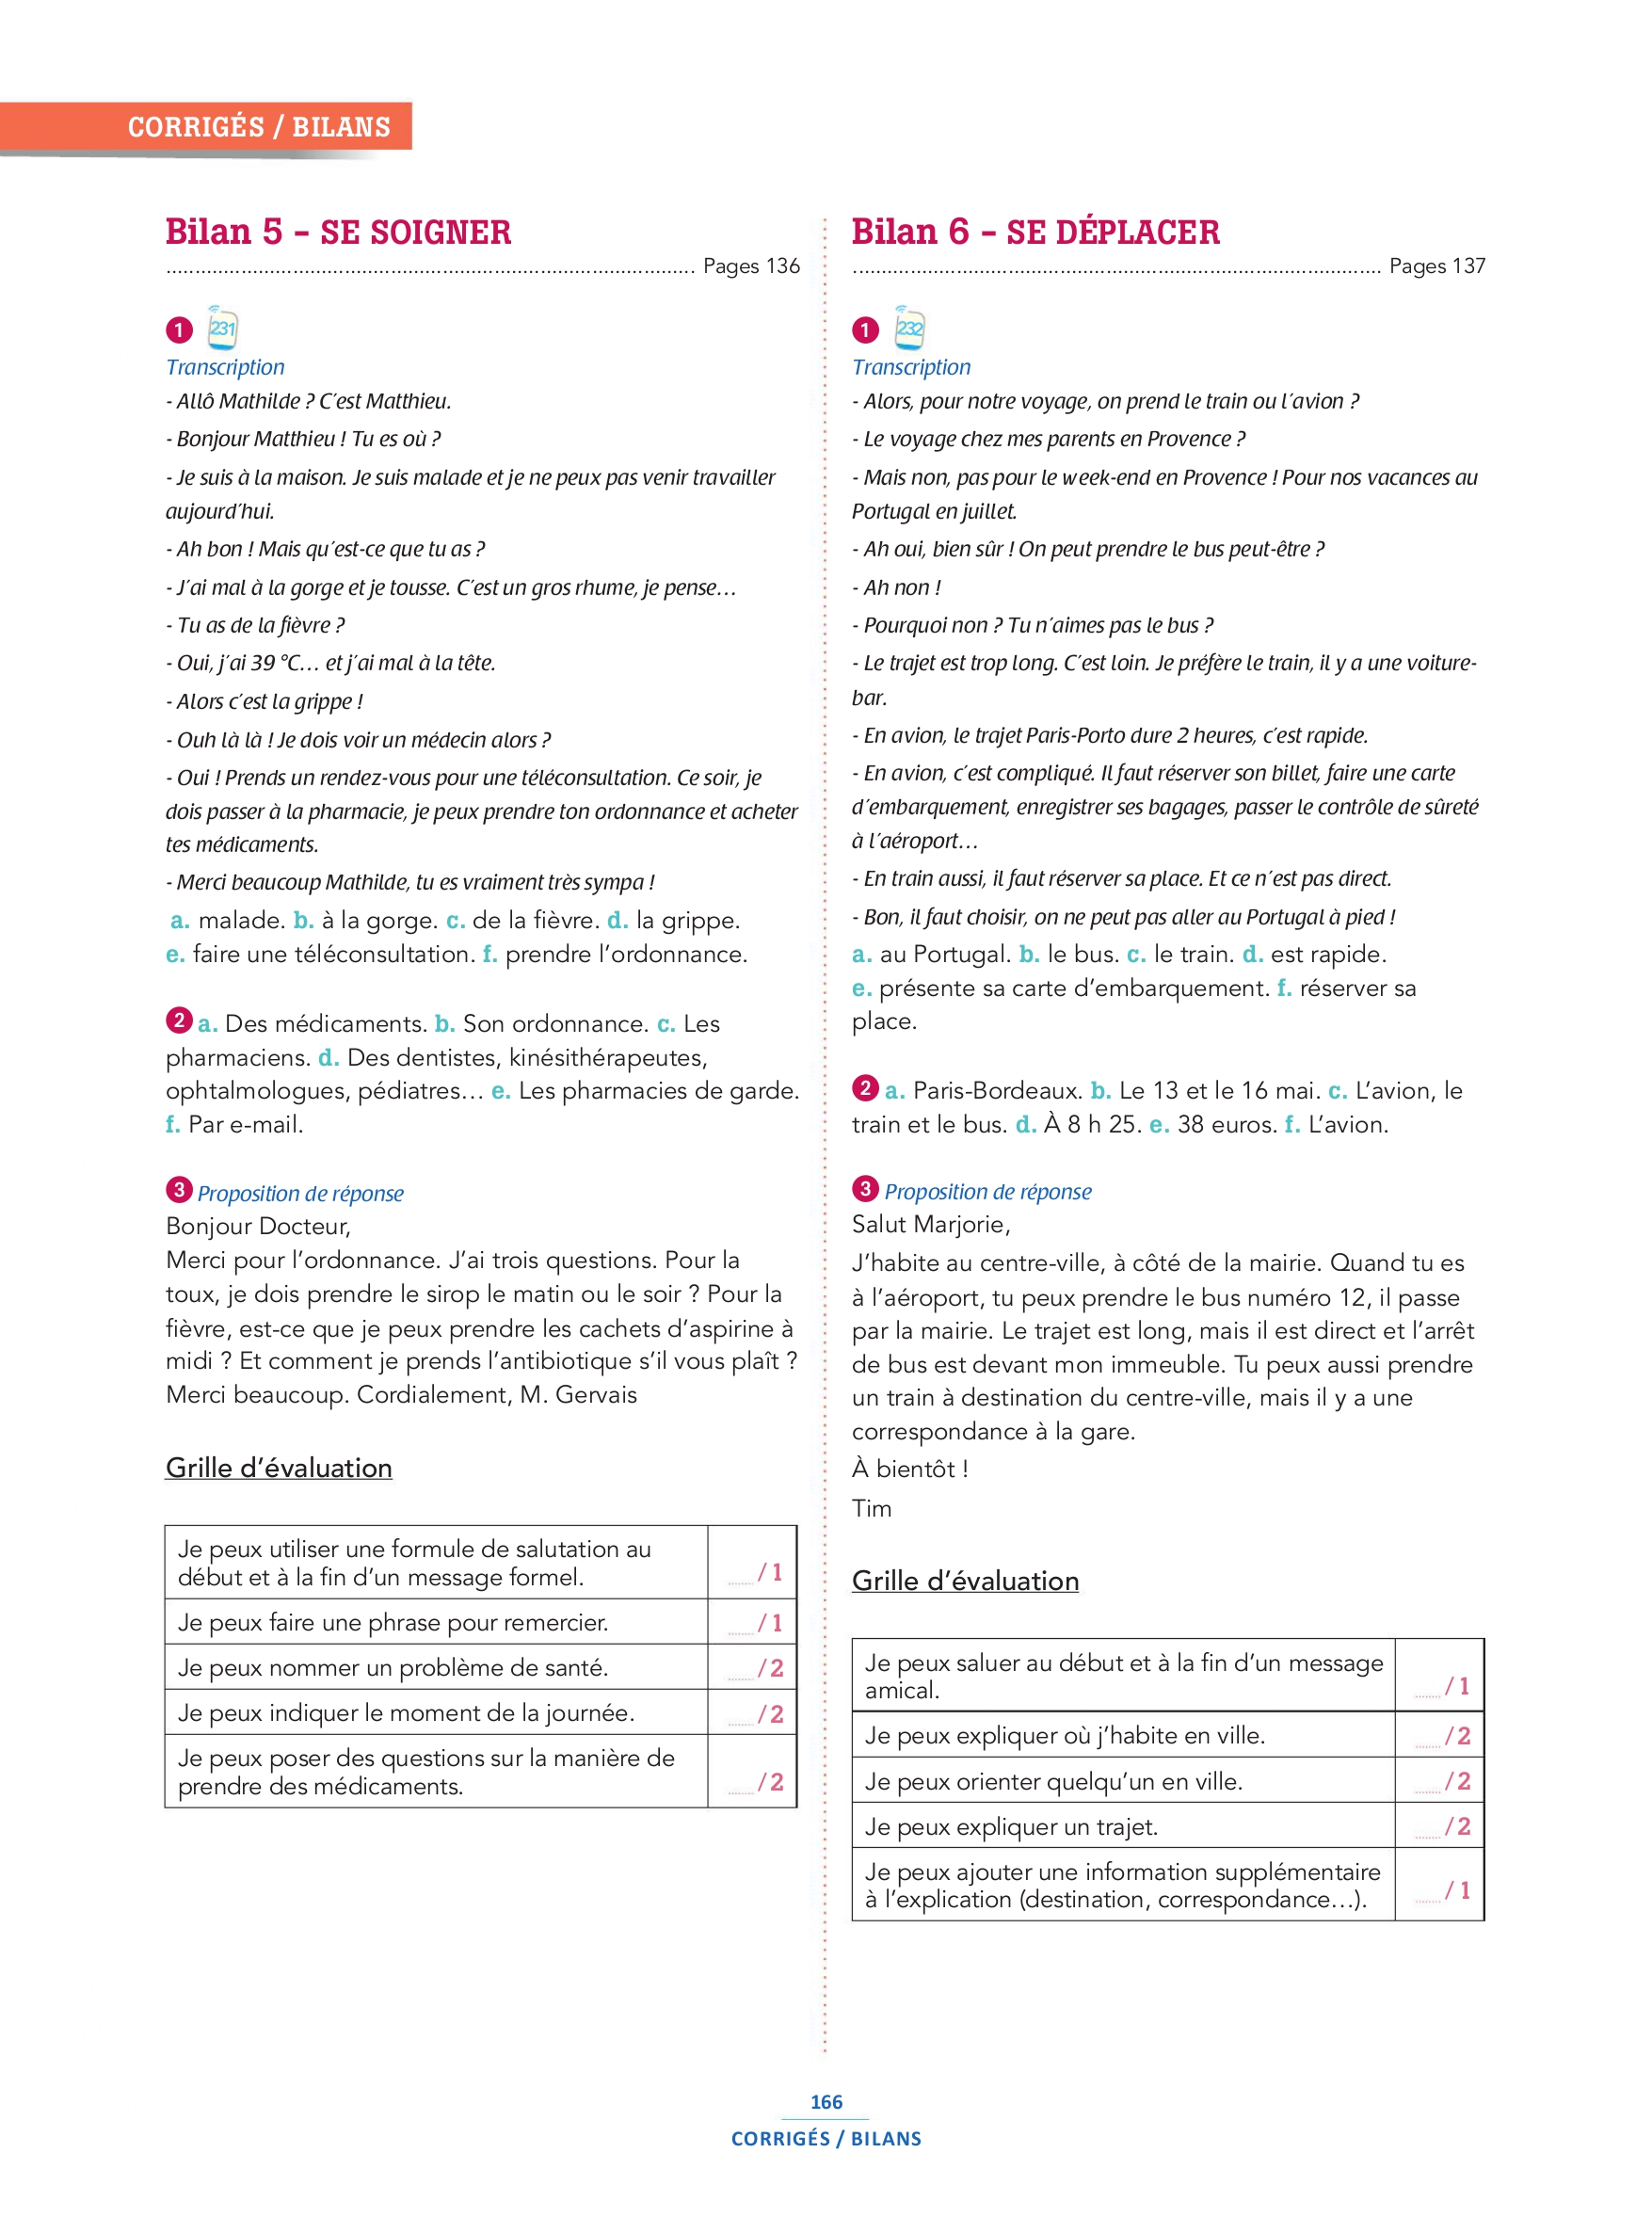 CORRIGÉS / BILANS
Bilan 5 – SE SOIGNER
Pages 136
1 231
Transcription
- Allô Mathilde ? C'est Matthieu.
- Bonjour Matthieu ! Tu es où ?
- Je suis à la maison. Je suis malade et je ne peux pas venir travailler
aujourd'hui.
- Ah bon ! Mais qu'est-ce que tu as ?
- J'ai mal à la gorge et je tousse. C'est un gros rhume, je pense…
- Tu as de la fièvre ?
- Oui, j'ai 39 °C… et j'ai mal à la tête.
- Alors c'est la grippe !
- Ouh là là ! Je dois voir un médecin alors ?
- Oui ! Prends un rendez-vous pour une téléconsultation. Ce soir, je
dois passer à la pharmacie, je peux prendre ton ordonnance et acheter
tes médicaments.
- Merci beaucoup Mathilde, tu es vraiment très sympa !
a. malade. b. à la gorge. c. de la fièvre. d. la grippe.
e. faire une téléconsultation. f. prendre l'ordonnance.
2 a. Des médicaments. b. Son ordonnance. c. Les
pharmaciens. d. Des dentistes, kinésithérapeutes,
ophtalmologues, pédiatres… e. Les pharmacies de garde.
f. Par e-mail.
3 Proposition de réponse
Bonjour Docteur,
Merci pour l'ordonnance. J'ai trois questions. Pour la
toux, je dois prendre le sirop le matin ou le soir ? Pour la
fièvre, est-ce que je peux prendre les cachets d'aspirine à
midi ? Et comment je prends l'antibiotique s'il vous plaît ?
Merci beaucoup. Cordialement, M. Gervais
Grille d'évaluation
Je peux utiliser une formule de salutation au
début et à la fin d'un message formel.
....... / 1
Je peux faire une phrase pour remercier.
....... / 1
Je peux nommer un problème de santé.
....... / 2
Je peux indiquer le moment de la journée.
....... / 2
Je peux poser des questions sur la manière de
prendre des médicaments.
....... / 2
Bilan 6 – SE DÉPLACER
Pages 137
1 232
Transcription
- Alors, pour notre voyage, on prend le train ou l'avion ?
- Le voyage chez mes parents en Provence ?
- Mais non, pas pour le week-end en Provence ! Pour nos vacances au
Portugal en juillet.
- Ah oui, bien sûr ! On peut prendre le bus peut-être ?
- Ah non !
- Pourquoi non ? Tu n'aimes pas le bus ?
- Le trajet est trop long. C'est loin. Je préfère le train, il y a une voiture-
bar.
- En avion, le trajet Paris-Porto dure 2 heures, c'est rapide.
- En avion, c'est compliqué. Il faut réserver son billet, faire une carte
d'embarquement, enregistrer ses bagages, passer le contrôle de sûreté
à l'aéroport…
- En train aussi, il faut réserver sa place. Et ce n'est pas direct.
- Bon, il faut choisir, on ne peut pas aller au Portugal à pied !
a. au Portugal. b. le bus. c. le train. d. est rapide.
e. présente sa carte d'embarquement. f. réserver sa
place.
2 a. Paris-Bordeaux. b. Le 13 et le 16 mai. c. L'avion, le
train et le bus. d. À 8 h 25. e. 38 euros. f. L'avion.
3 Proposition de réponse
Salut Marjorie,
J'habite au centre-ville, à côté de la mairie. Quand tu es
à l'aéroport, tu peux prendre le bus numéro 12, il passe
par la mairie. Le trajet est long, mais il est direct et l'arrêt
de bus est devant mon immeuble. Tu peux aussi prendre
un train à destination du centre-ville, mais il y a une
correspondance à la gare.
À bientôt !
Tim
Grille d'évaluation
Je peux saluer au début et à la fin d'un message
amical.
....... / 1
Je peux expliquer où j'habite en ville.
....... / 2
Je peux orienter quelqu'un en ville.
....... / 2
Je peux expliquer un trajet.
....... / 2
Je peux ajouter une information supplémentaire
à l'explication (destination, correspondance…).
....... / 1
166
CORRIGÉS / BILANS